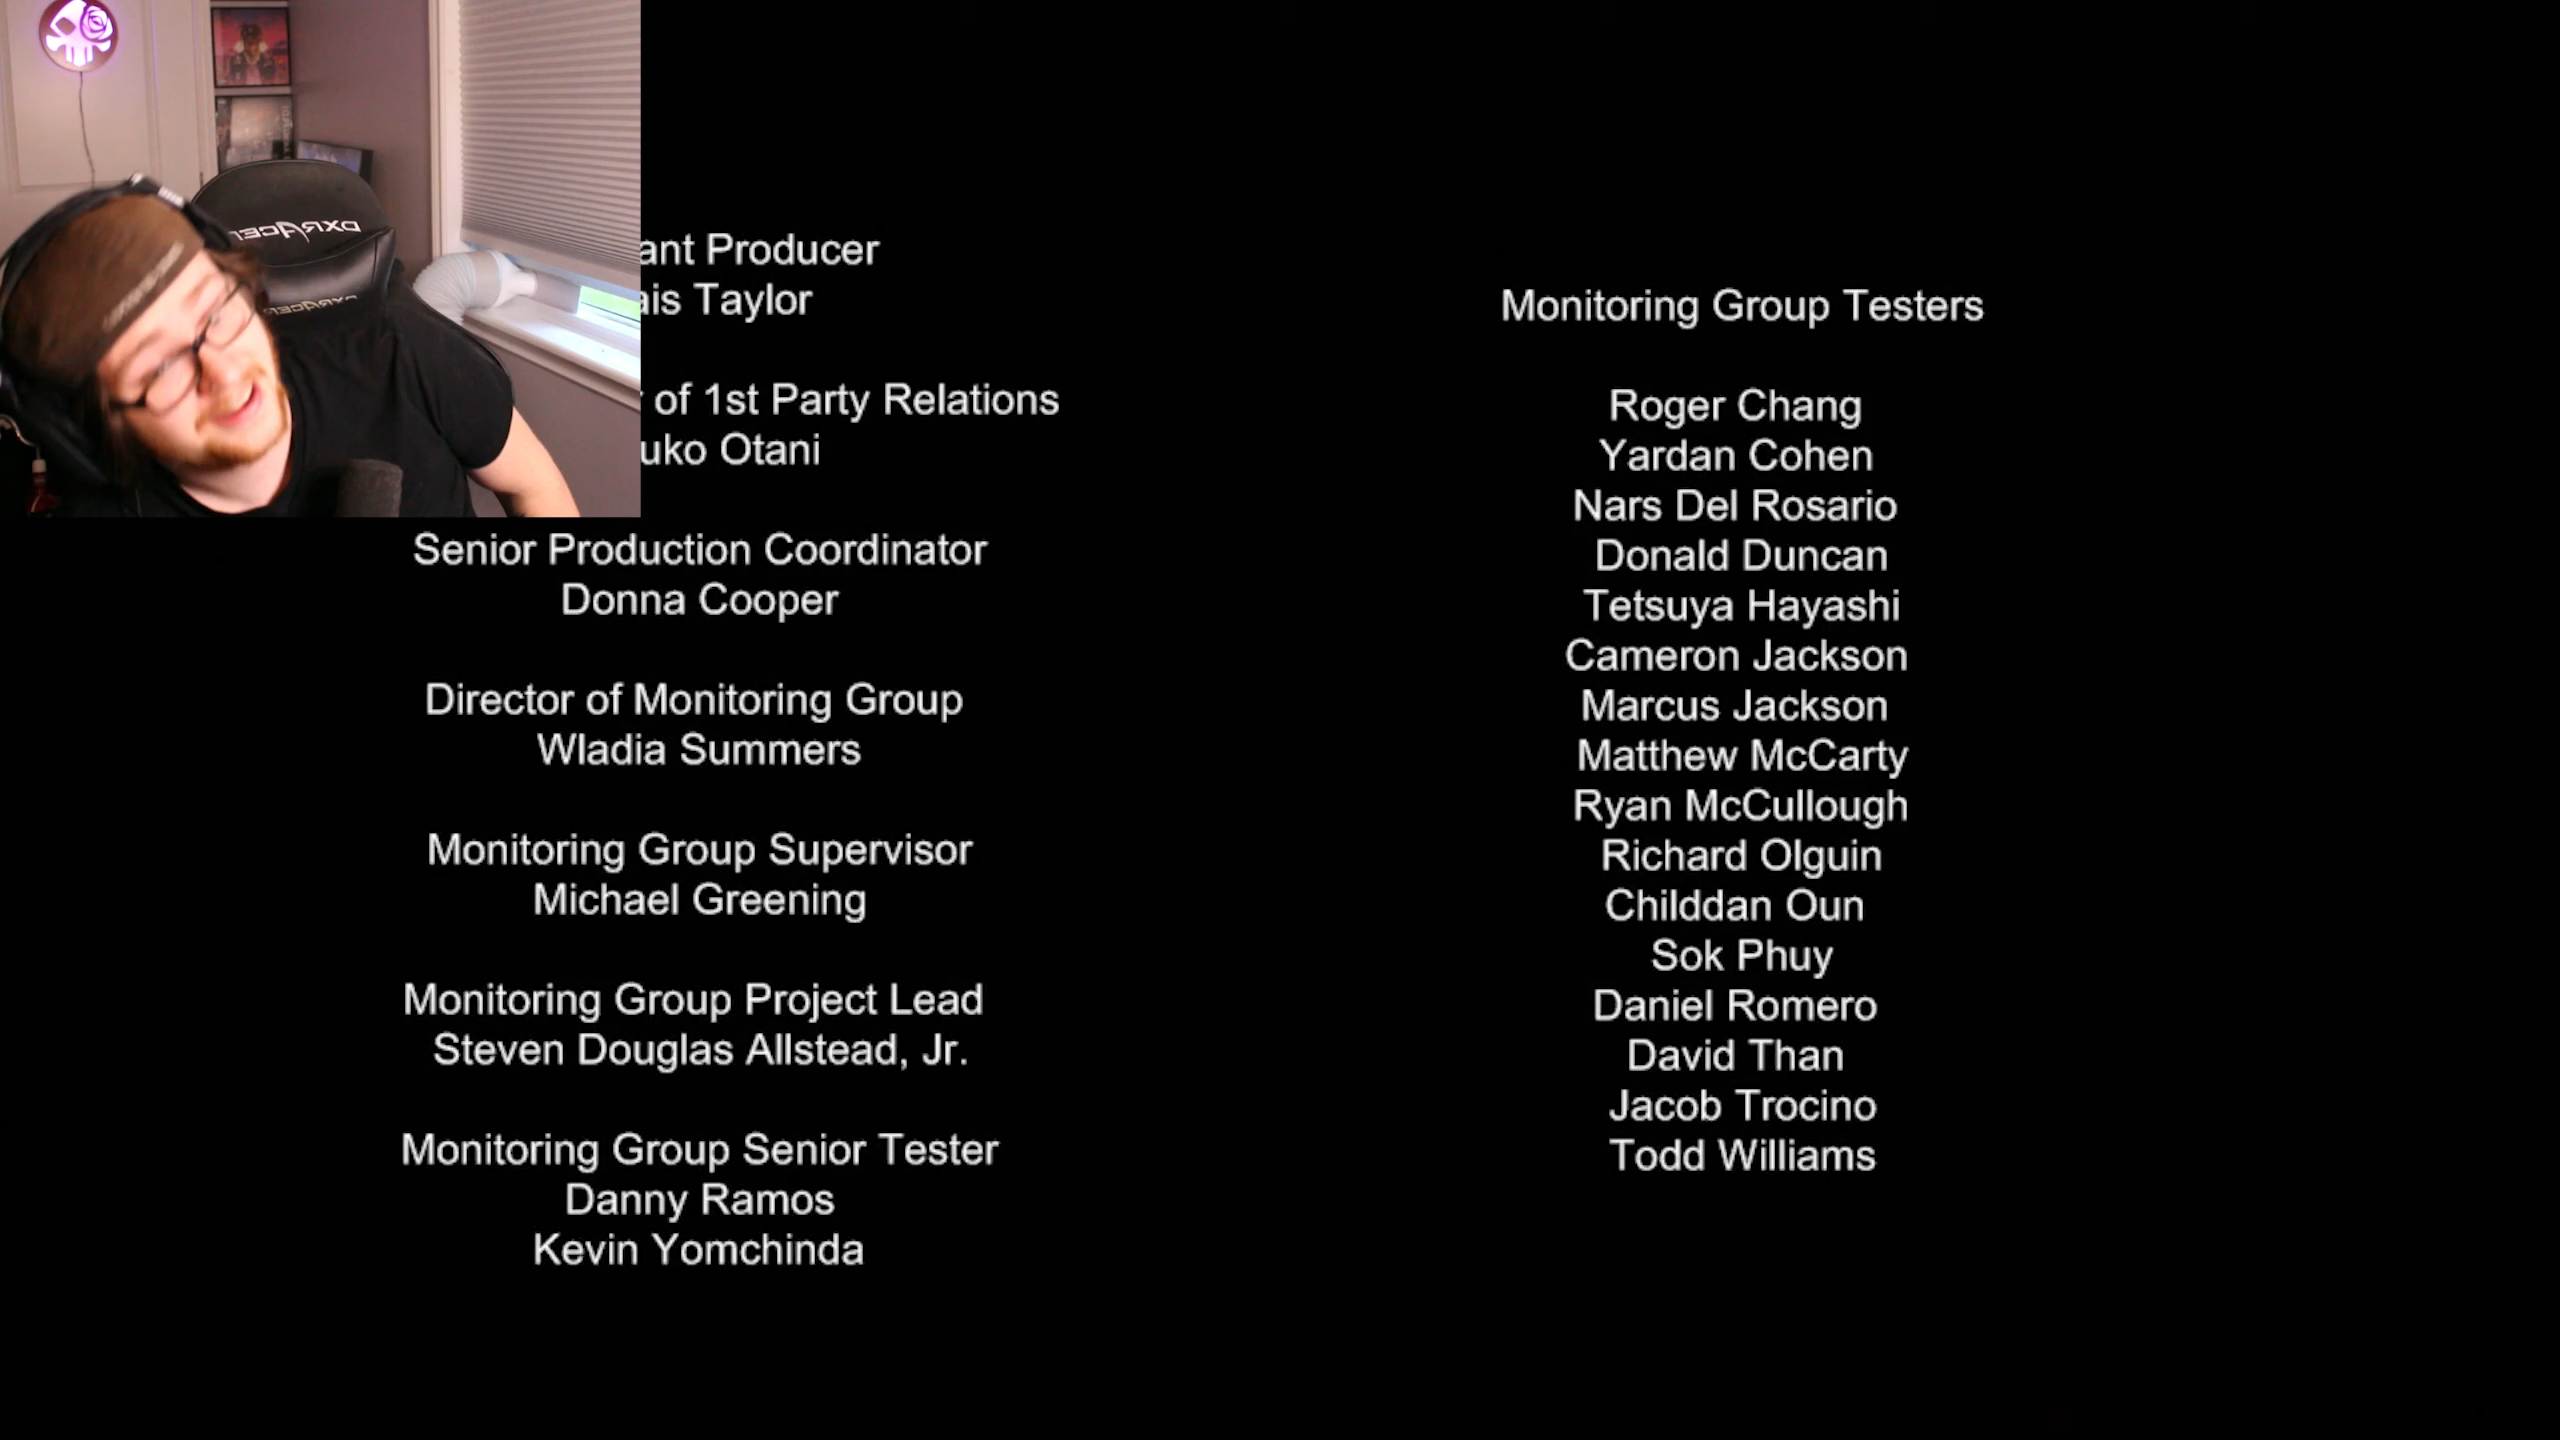 Producer
Taylor
of 1st Party Relations
Otani
Senior Production Coordinator
Donna Cooper
Director of Monitoring Group
Wladia Summers
Monitoring Group Supervisor
Michael Greening
Monitoring Group Project Lead
Steven Douglas Allstead, Jr.
Monitoring Group Senior Tester
Danny Ramos
Kevin Yomchinda
Monitoring Group Testers
Roger Chang
Yardan Cohen
Nars Del Rosario
Donald Duncan
Tetsuya Hayashi
Cameron Jackson
Marcus Jackson
Matthew McCarty
Ryan McCullough
Richard Olguin
Childdan Oun
Sok Phuy
Daniel Romero
David Than
Jacob Trocino
Todd Williams